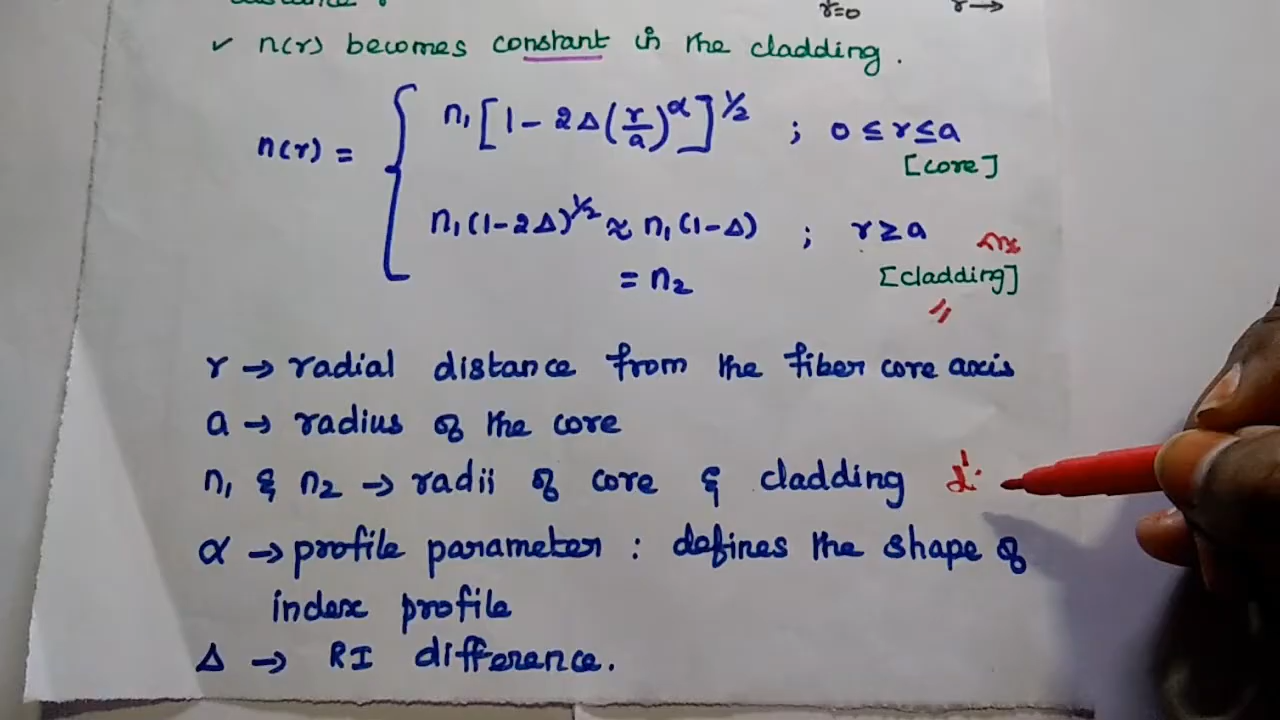 r=0 r→
✓ n(r) becomes constant in the cladding.
n(r) = { n₁[1-2Δ(r/a)^α]^1/2 ; 0≤r≤a
[core]
n₁(1-2Δ)^1/2 ≈ n₁(1-Δ) ; r≥a
= n₂ [cladding]
r → radial distance from the fiber core axis
a → radius of the core
n₁ & n₂ → radii of core & cladding
α → profile parameter : defines the shape of
index profile
Δ → RI difference.